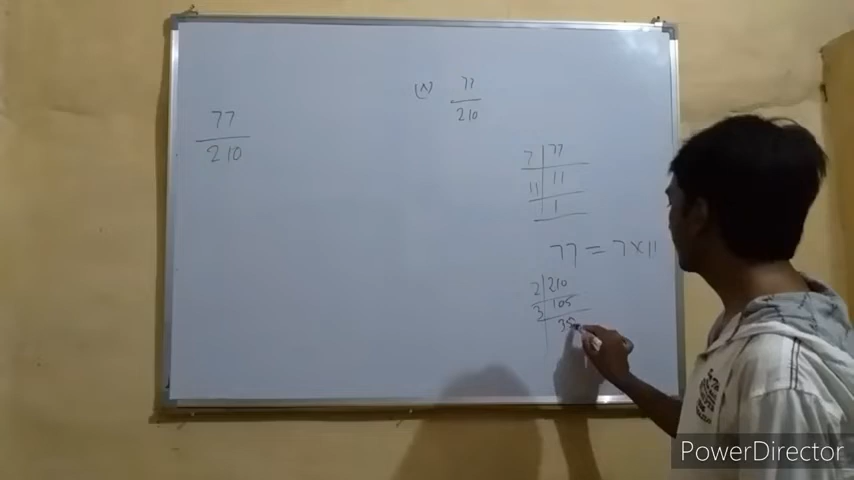 77
210
77
210
7 | 77
11 | 11
1
77 = 7 × 11
2 | 210
3 | 105
35
PowerDirector